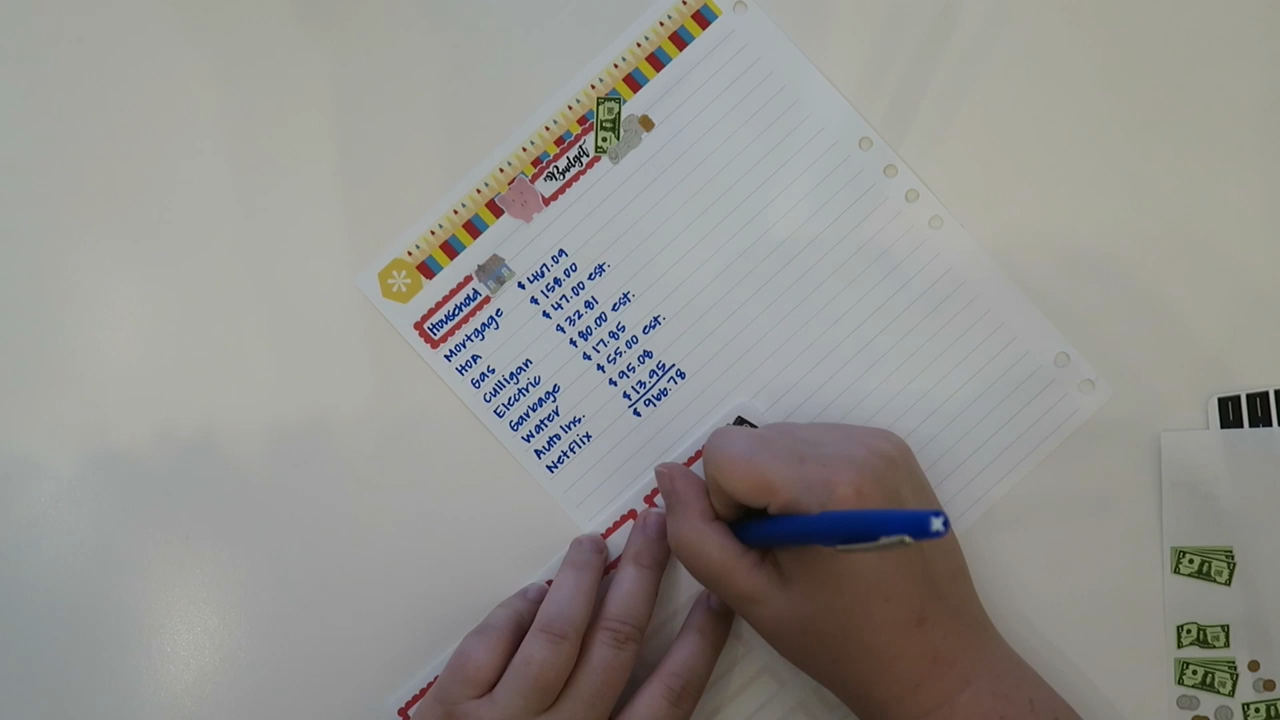 Budget
Household
Mortgage $467.09
HOA $158.00
Gas $47.00 est.
Culligan $32.81
Electric $80.00 est.
Garbage $17.85
Water $55.00 est.
Auto Ins. $95.08
Netflix $13.95
$966.78